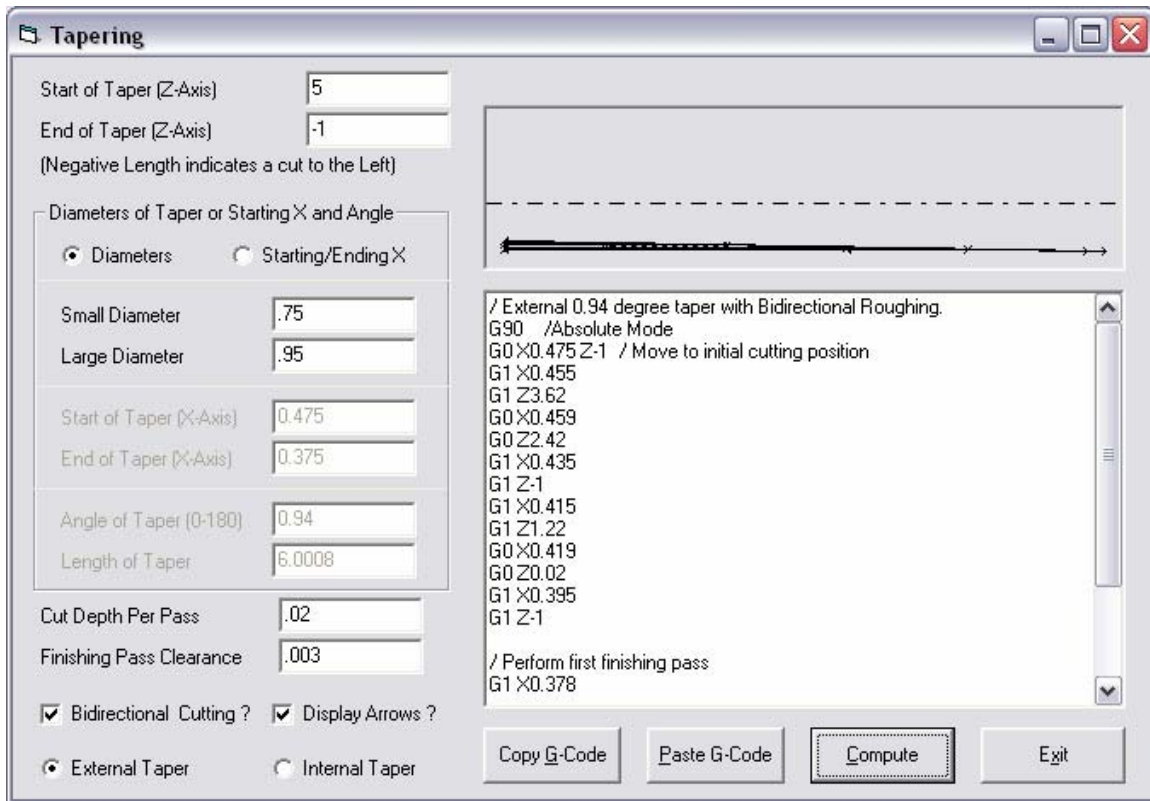 Tapering
Start of Taper (Z-Axis) 5
End of Taper (Z-Axis) -1
(Negative Length indicates a cut to the Left)
Diameters of Taper or Starting X and Angle
Diameters Starting/Ending X
Small Diameter .75
Large Diameter .95
Start of Taper (X-Axis) 0.475
End of Taper (X-Axis) 0.375
Angle of Taper (0-180) 0.94
Length of Taper 6.0008
Cut Depth Per Pass .02
Finishing Pass Clearance .003
Bidirectional Cutting ? Display Arrows ?
External Taper Internal Taper
/ External 0.94 degree taper with Bidirectional Roughing.
G90 /Absolute Mode
G0 X0.475 Z-1 / Move to initial cutting position
G1 X0.455
G1 Z3.62
G0 X0.459
G0 Z2.42
G1 X0.435
G1 Z-1
G1 X0.415
G1 Z1.22
G0 X0.419
G0 Z0.02
G1 X0.395
G1 Z-1
/ Perform first finishing pass
G1 X0.378
Copy G-Code Paste G-Code Compute Exit